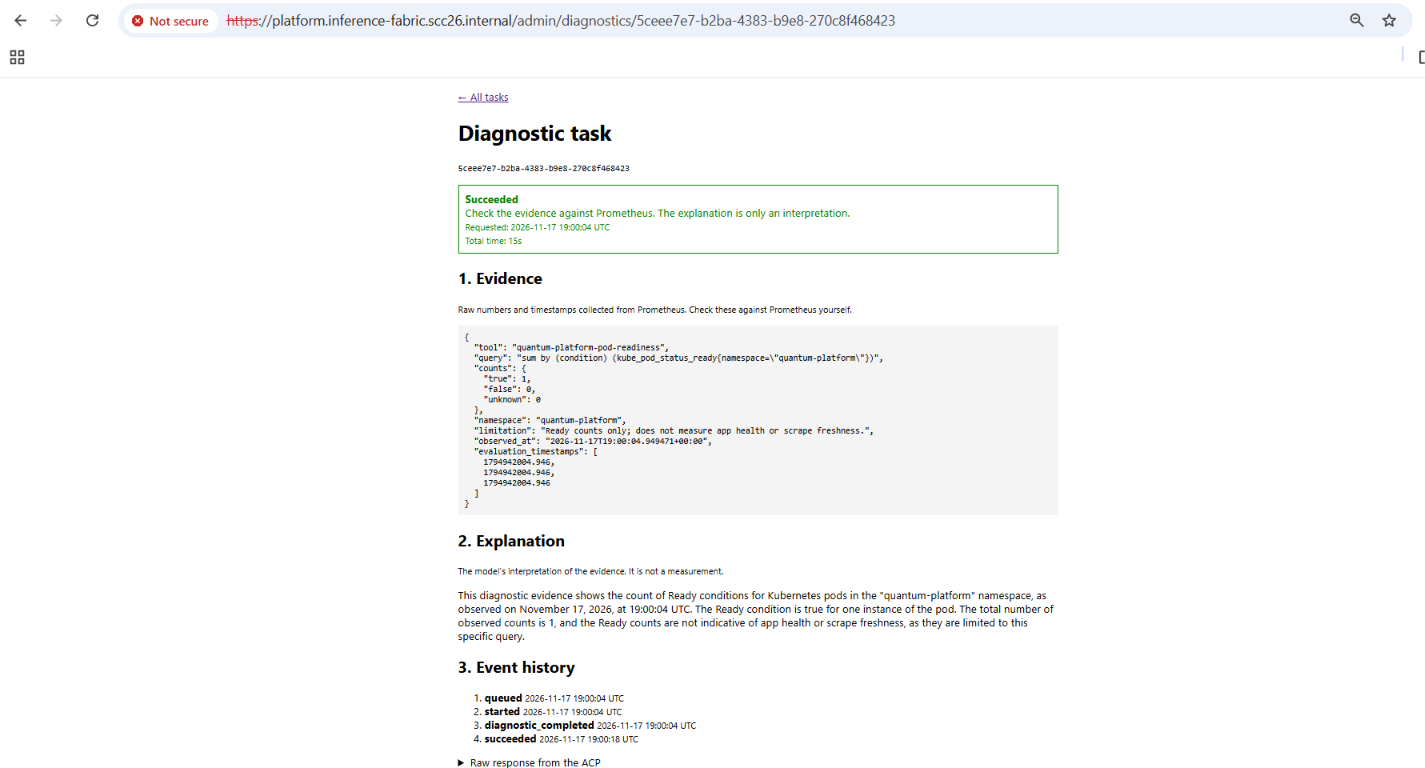 Not secure https://platform.inference-fabric.scc26.internal/admin/diagnostics/5ceee7e7-b2ba-4383-b9e8-270c8f468423
← All tasks
Diagnostic task
5ceee7e7-b2ba-4383-b9e8-270c8f468423
Succeeded
Check the evidence against Prometheus. The explanation is only an interpretation.
Requested: 2026-11-17 19:00:04 UTC
Total time: 15s
1. Evidence
Raw numbers and timestamps collected from Prometheus. Check these against Prometheus yourself.
{
  "tool": "quantum-platform-pod-readiness",
  "query": "sum by (condition) (kube_pod_status_ready{namespace=\"quantum-platform\"})",
  "counts": {
    "true": 1,
    "false": 0,
    "unknown": 0
  },
  "namespace": "quantum-platform",
  "limitation": "Ready counts only; does not measure app health or scrape freshness.",
  "observed_at": "2026-11-17T19:00:04.949471+00:00",
  "evaluation_timestamps": [
    1794942004.946,
    1794942004.946,
    1794942004.946
  ]
}
2. Explanation
The model's interpretation of the evidence. It is not a measurement.
This diagnostic evidence shows the count of Ready conditions for Kubernetes pods in the "quantum-platform" namespace, as
observed on November 17, 2026, at 19:00:04 UTC. The Ready condition is true for one instance of the pod. The total number of
observed counts is 1, and the Ready counts are not indicative of app health or scrape freshness, as they are limited to this
specific query.
3. Event history
1. queued 2026-11-17 19:00:04 UTC
2. started 2026-11-17 19:00:04 UTC
3. diagnostic_completed 2026-11-17 19:00:04 UTC
4. succeeded 2026-11-17 19:00:18 UTC
▶ Raw response from the ACP